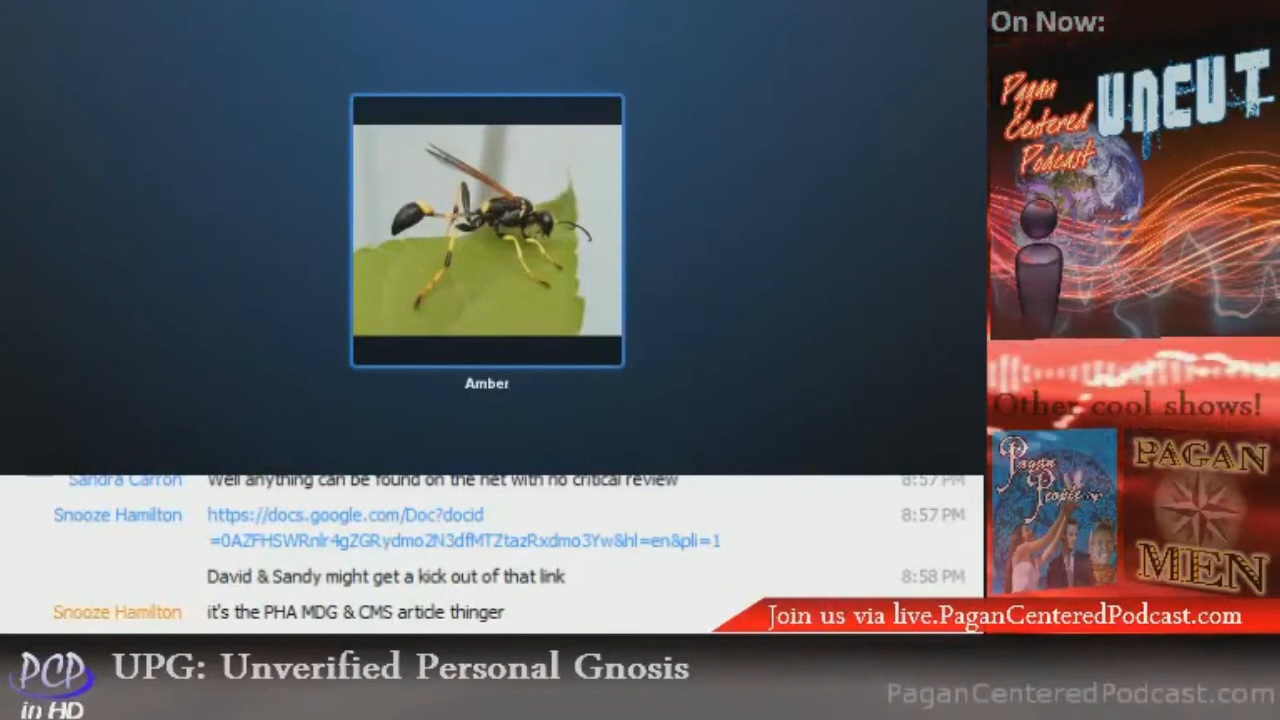 On Now:
Pagan
Centered
Podcast
UNCUT
Amber
Other cool shows!
Pagan
People
PAGAN
MEN
Sandra Carron Well anything can be found on the net with no critical review 8:57 PM
Snooze Hamilton https://docs.google.com/Doc?docid 8:57 PM
=0AZFHSWRnlr4gZGRydmo2N3dfMTZtazRxdmo3Yw&hl=en&pli=1
David & Sandy might get a kick out of that link 8:58 PM
Snooze Hamilton it's the PHA MDG & CMS article thinger
Join us via live.PaganCenteredPodcast.com
PCP
in HD
UPG: Unverified Personal Gnosis
PaganCenteredPodcast.com